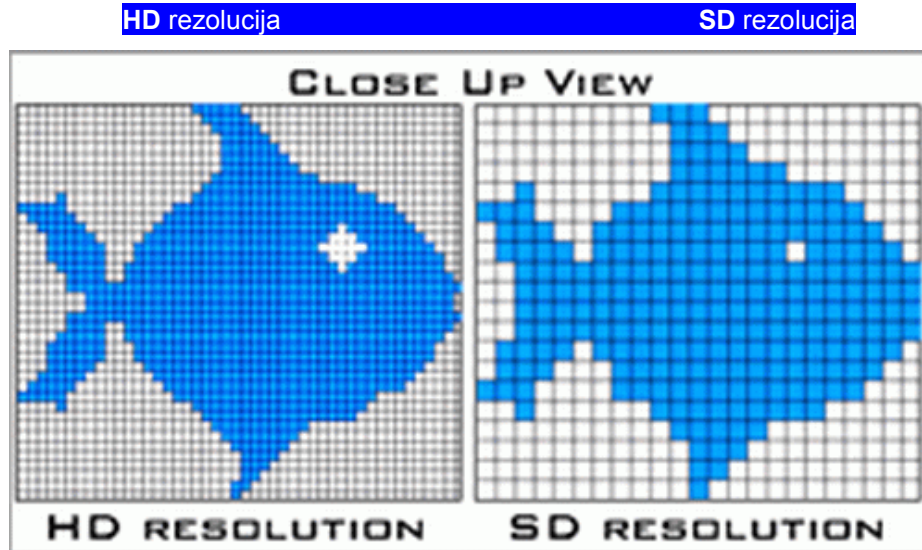 HD rezolucija SD rezolucija
CLOSE UP VIEW
HD RESOLUTION SD RESOLUTION